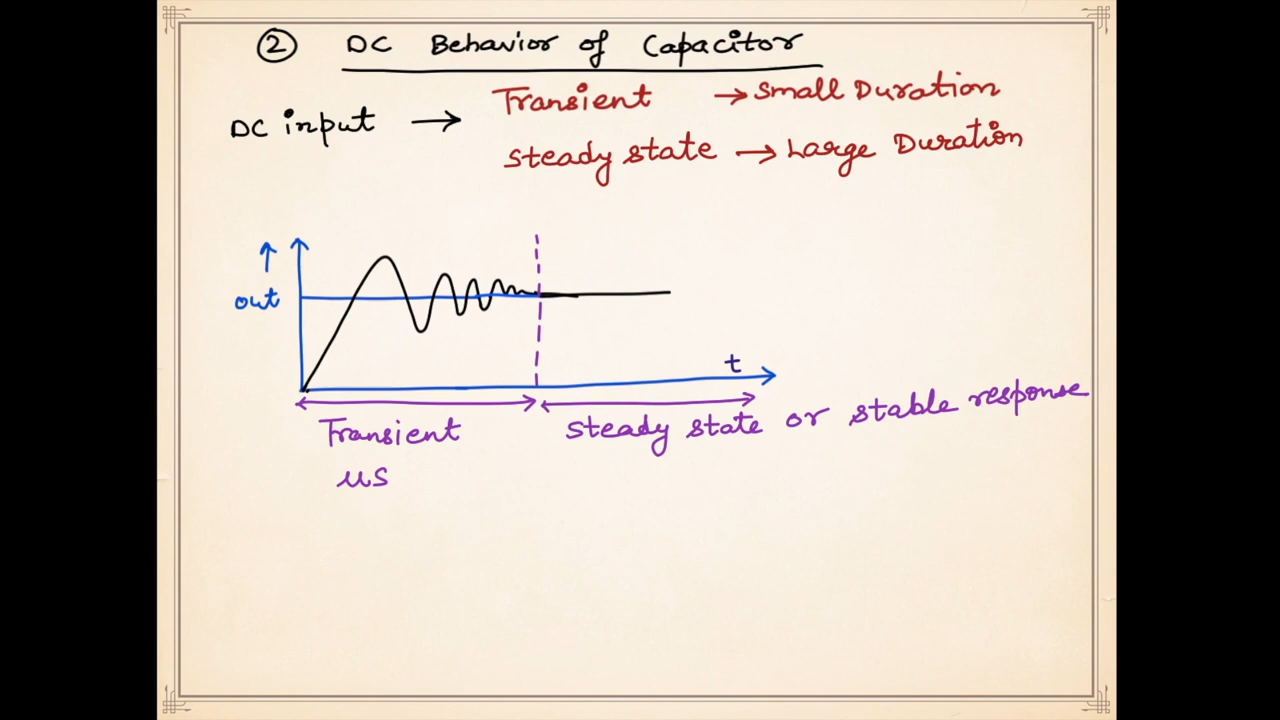 ② DC Behavior of Capacitor
DC input → Transient → Small Duration
Steady state → Large Duration
out
t
Transient
Steady state or stable response
μs